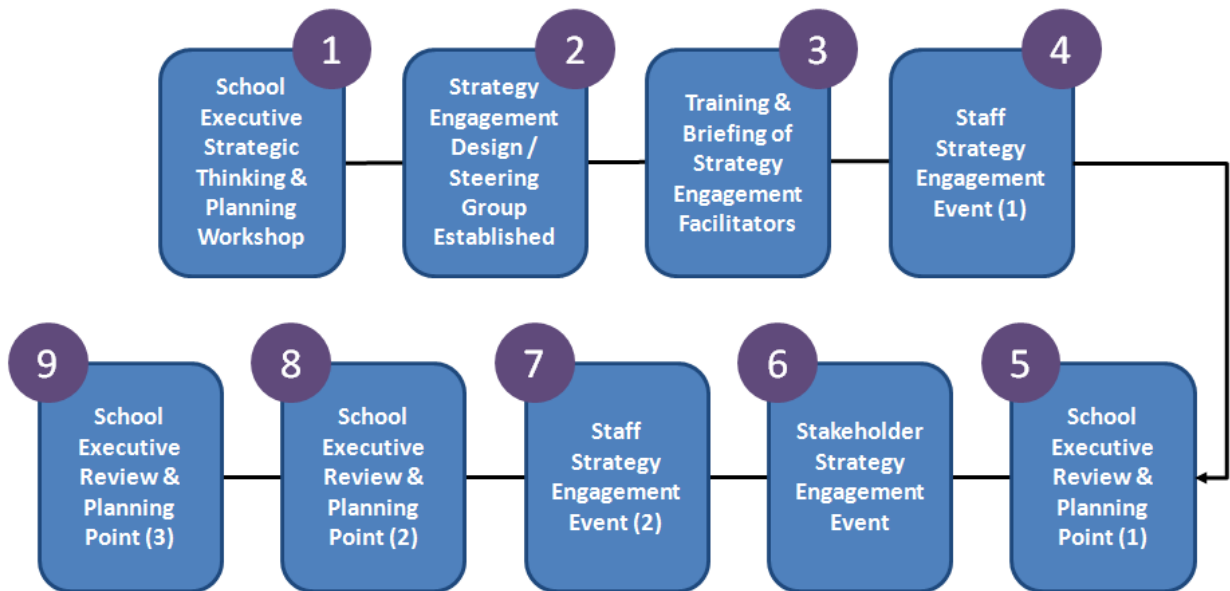 1
School
Executive
Strategic
Thinking &
Planning
Workshop
2
Strategy
Engagement
Design /
Steering
Group
Established
3
Training &
Briefing of
Strategy
Engagement
Facilitators
4
Staff
Strategy
Engagement
Event (1)
5
School
Executive
Review &
Planning
Point (1)
6
Stakeholder
Strategy
Engagement
Event
7
Staff
Strategy
Engagement
Event (2)
8
School
Executive
Review &
Planning
Point (2)
9
School
Executive
Review &
Planning
Point (3)